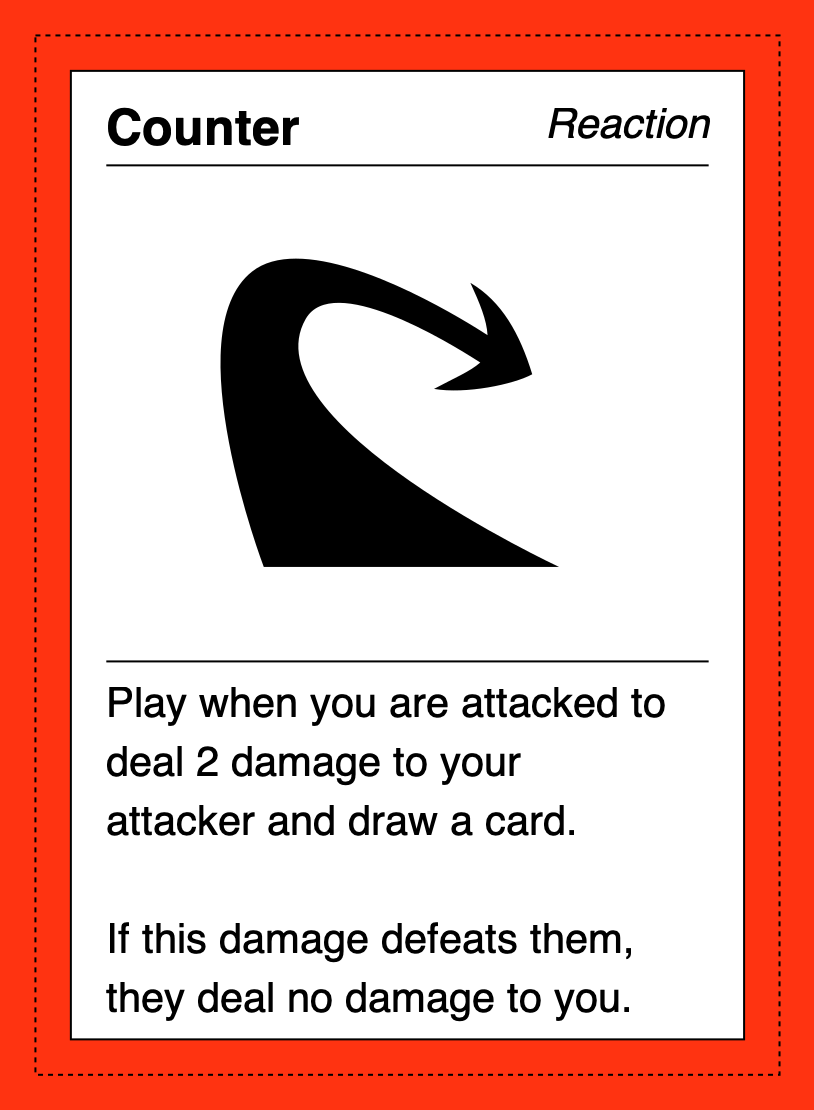 Counter
Reaction
Play when you are attacked to
deal 2 damage to your
attacker and draw a card.
If this damage defeats them,
they deal no damage to you.